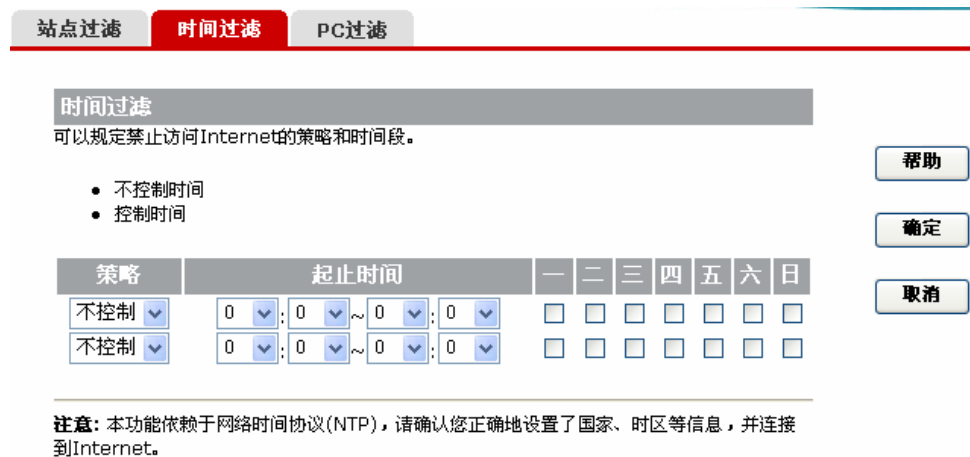 站点过滤 时间过滤 PC过滤
时间过滤
可以规定禁止访问Internet的策略和时间段。
帮助
● 不控制时间
● 控制时间
确定
策略 起止时间 一 二 三 四 五 六 日
取消
不控制 0 : 0 ~ 0 : 0
不控制 0 : 0 ~ 0 : 0
注意: 本功能依赖于网络时间协议(NTP)，请确认您正确地设置了国家、时区等信息，并连接
到Internet。